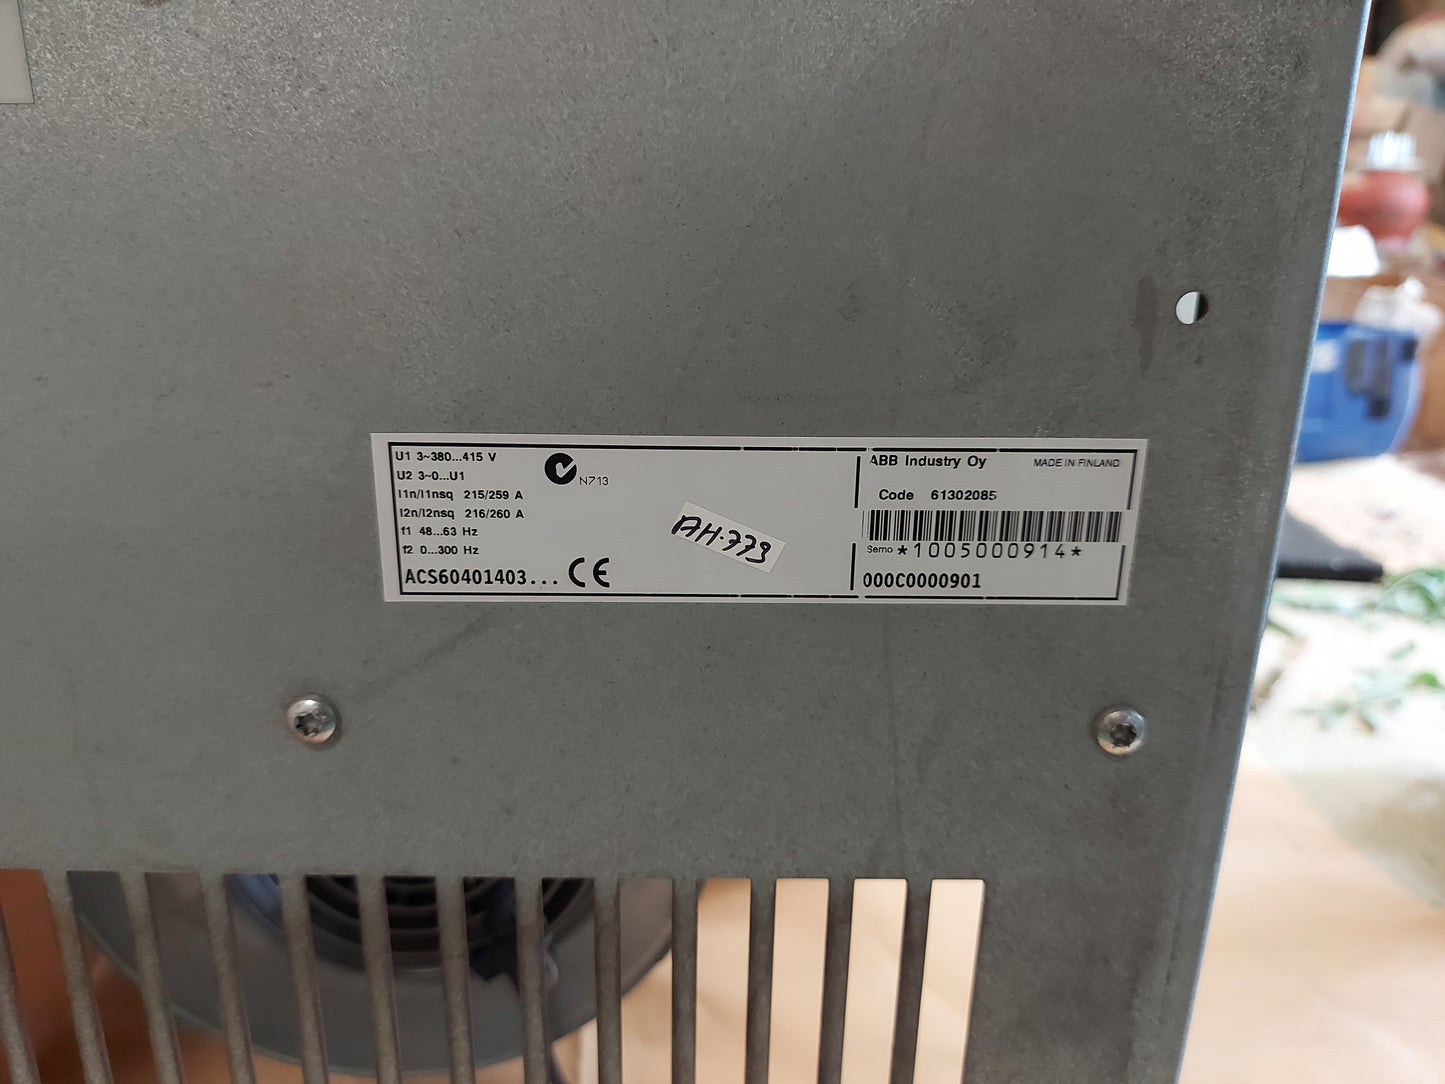 U1 3~380...415 V
U2 3~0...U1
I1n/I1nsq 215/259 A
I2n/I2nsq 216/260 A
f1 48...63 Hz
f2 0...300 Hz
ACS60401403... CE
N713
AH.779
ABB Industry Oy MADE IN FINLAND
Code 61302085
Serno *1005000914*
000C0000901